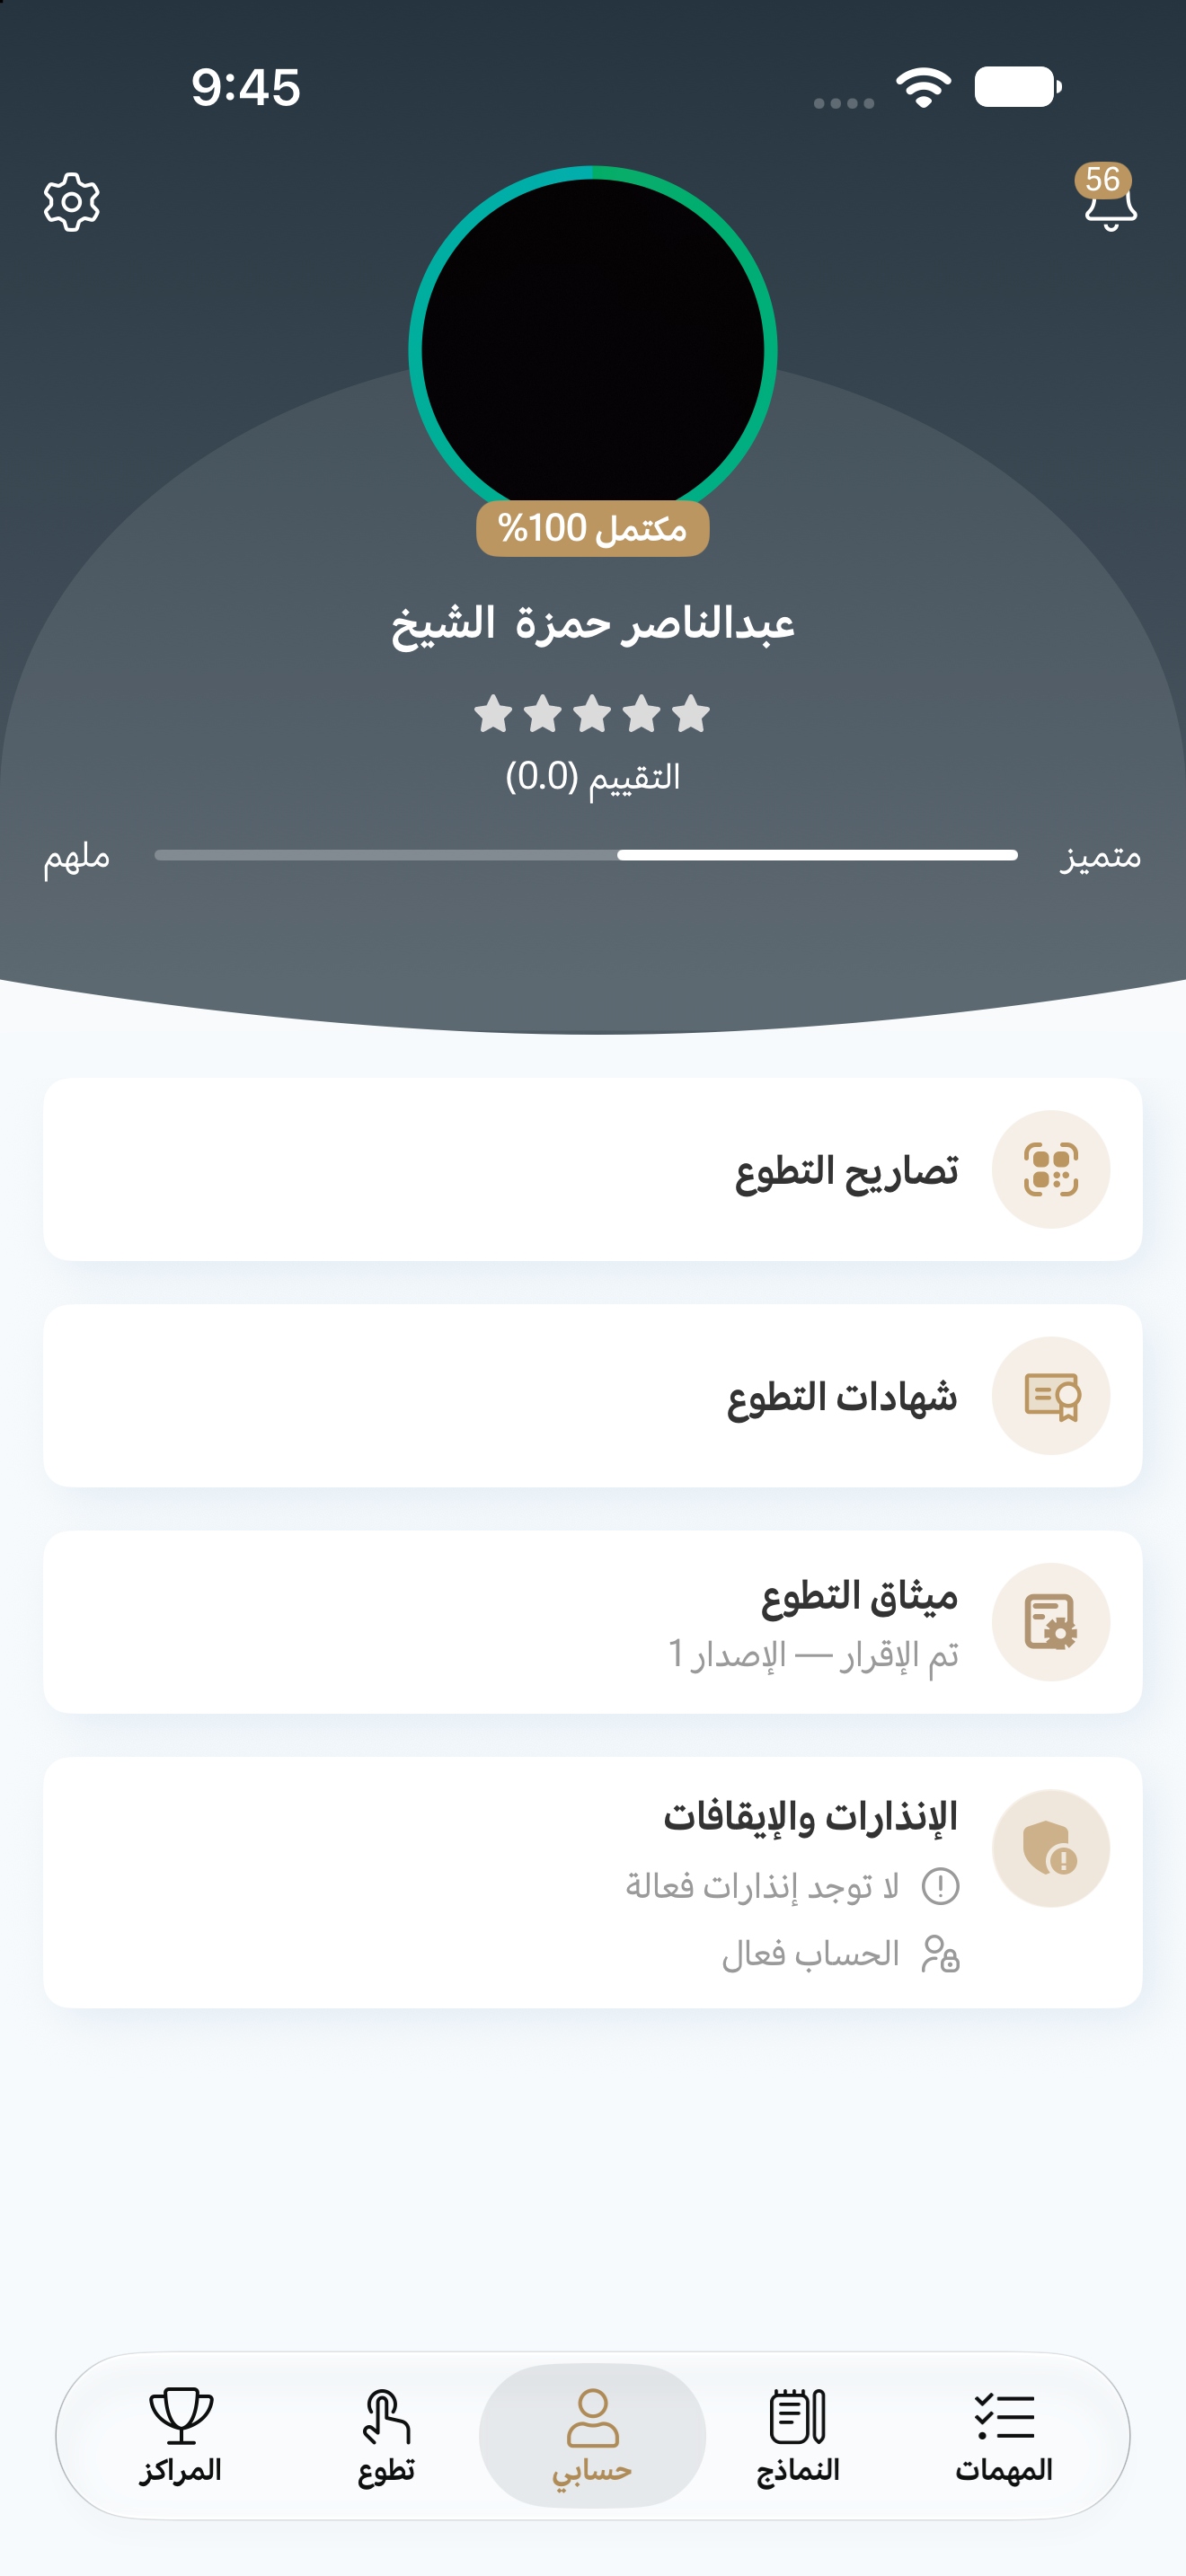 9:45
56
مكتمل 100%
عبدالناصر حمزة الشيخ
التقييم (0.0)
متميز
ملهم
تصاريح التطوع
شهادات التطوع
ميثاق التطوع
تم الإقرار — الإصدار 1
الإنذارات والإيقافات
لا توجد إنذارات فعالة
الحساب فعال
المهمات
النماذج
حسابي
تطوع
المراكز